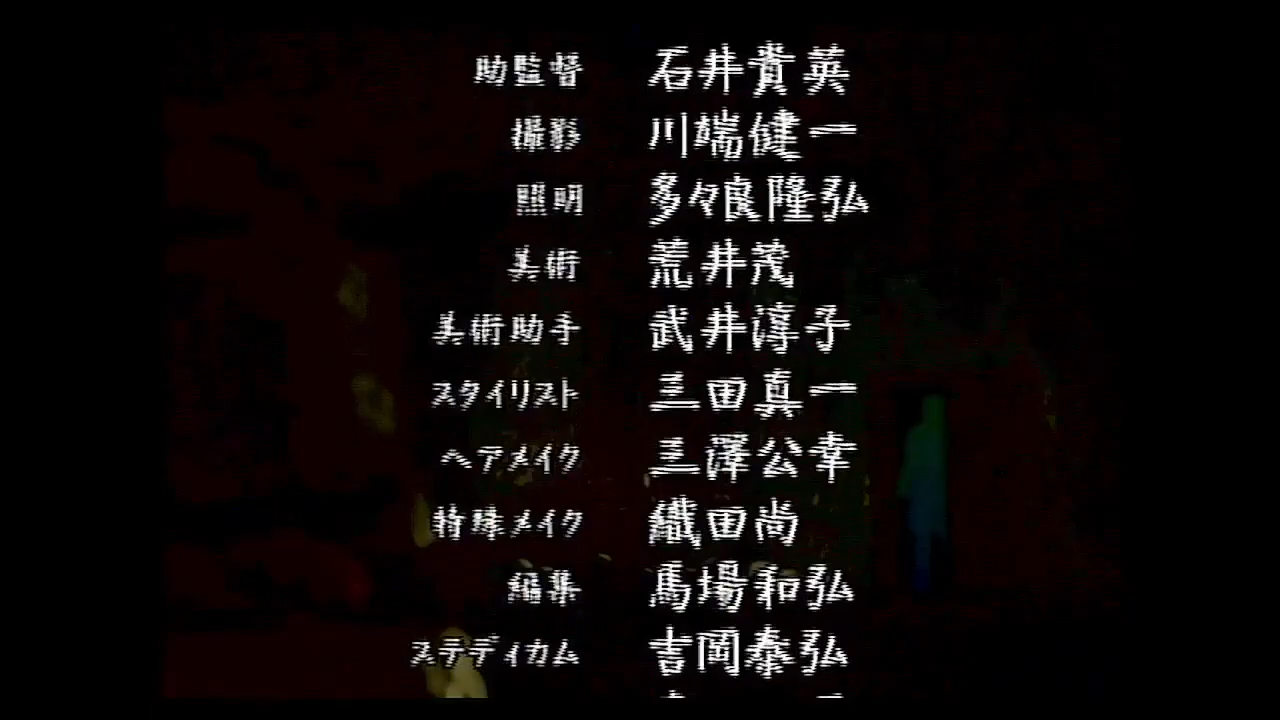 助監督 石井貴英
撮影 川端健一
照明 多々良隆弘
美術 荒井茂
美術助手 武井淳子
スタイリスト 三田真一
ヘアメイク 三澤公幸
特殊メイク 織田尚
編集 馬場和弘
ステディカム 吉岡泰弘